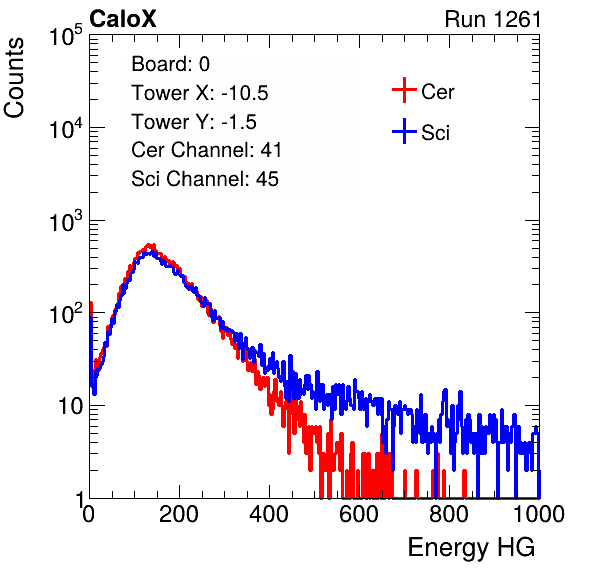 CaloX Run 1261
Counts
10^5
10^4
10^3
10^2
10
1
Board: 0
Tower X: -10.5
Tower Y: -1.5
Cer Channel: 41
Sci Channel: 45
Cer
Sci
0 200 400 600 800 1000
Energy HG